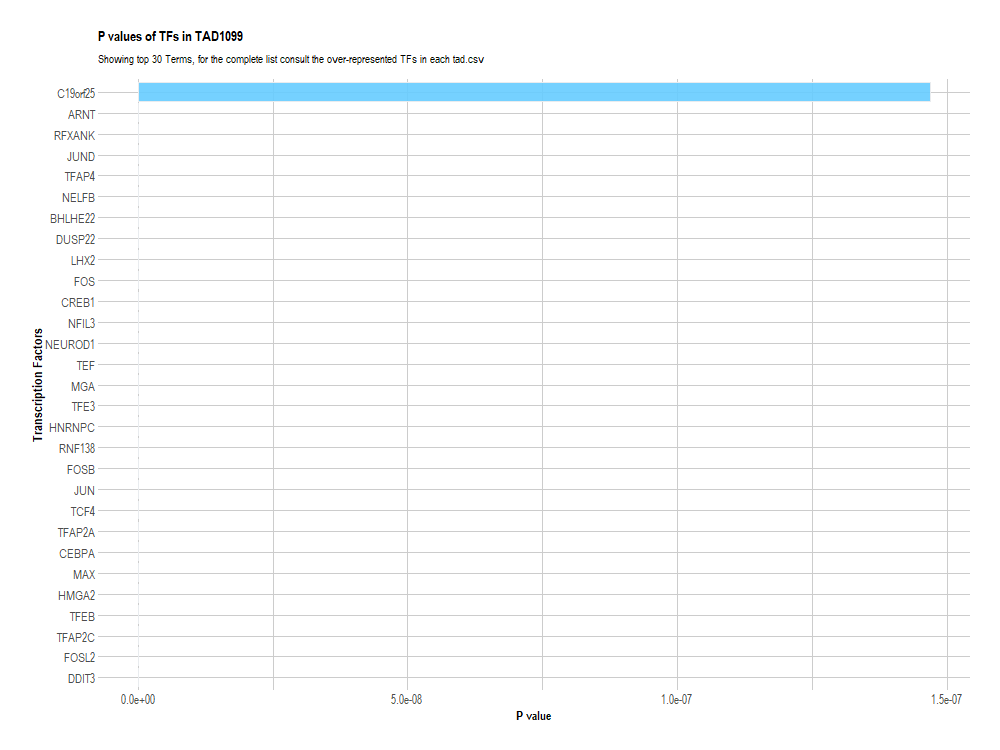 P values of TFs in TAD1099
Showing top 30 Terms, for the complete list consult the over-represented TFs in each tad.csv
C19orf25
ARNT
RFXANK
JUND
TFAP4
NELFB
BHLHE22
DUSP22
LHX2
FOS
CREB1
NFIL3
NEUROD1
TEF
MGA
TFE3
HNRNPC
RNF138
FOSB
JUN
TCF4
TFAP2A
CEBPA
MAX
HMGA2
TFEB
TFAP2C
FOSL2
DDIT3
Transcription Factors
0.0e+00 5.0e-08 1.0e-07 1.5e-07
P value